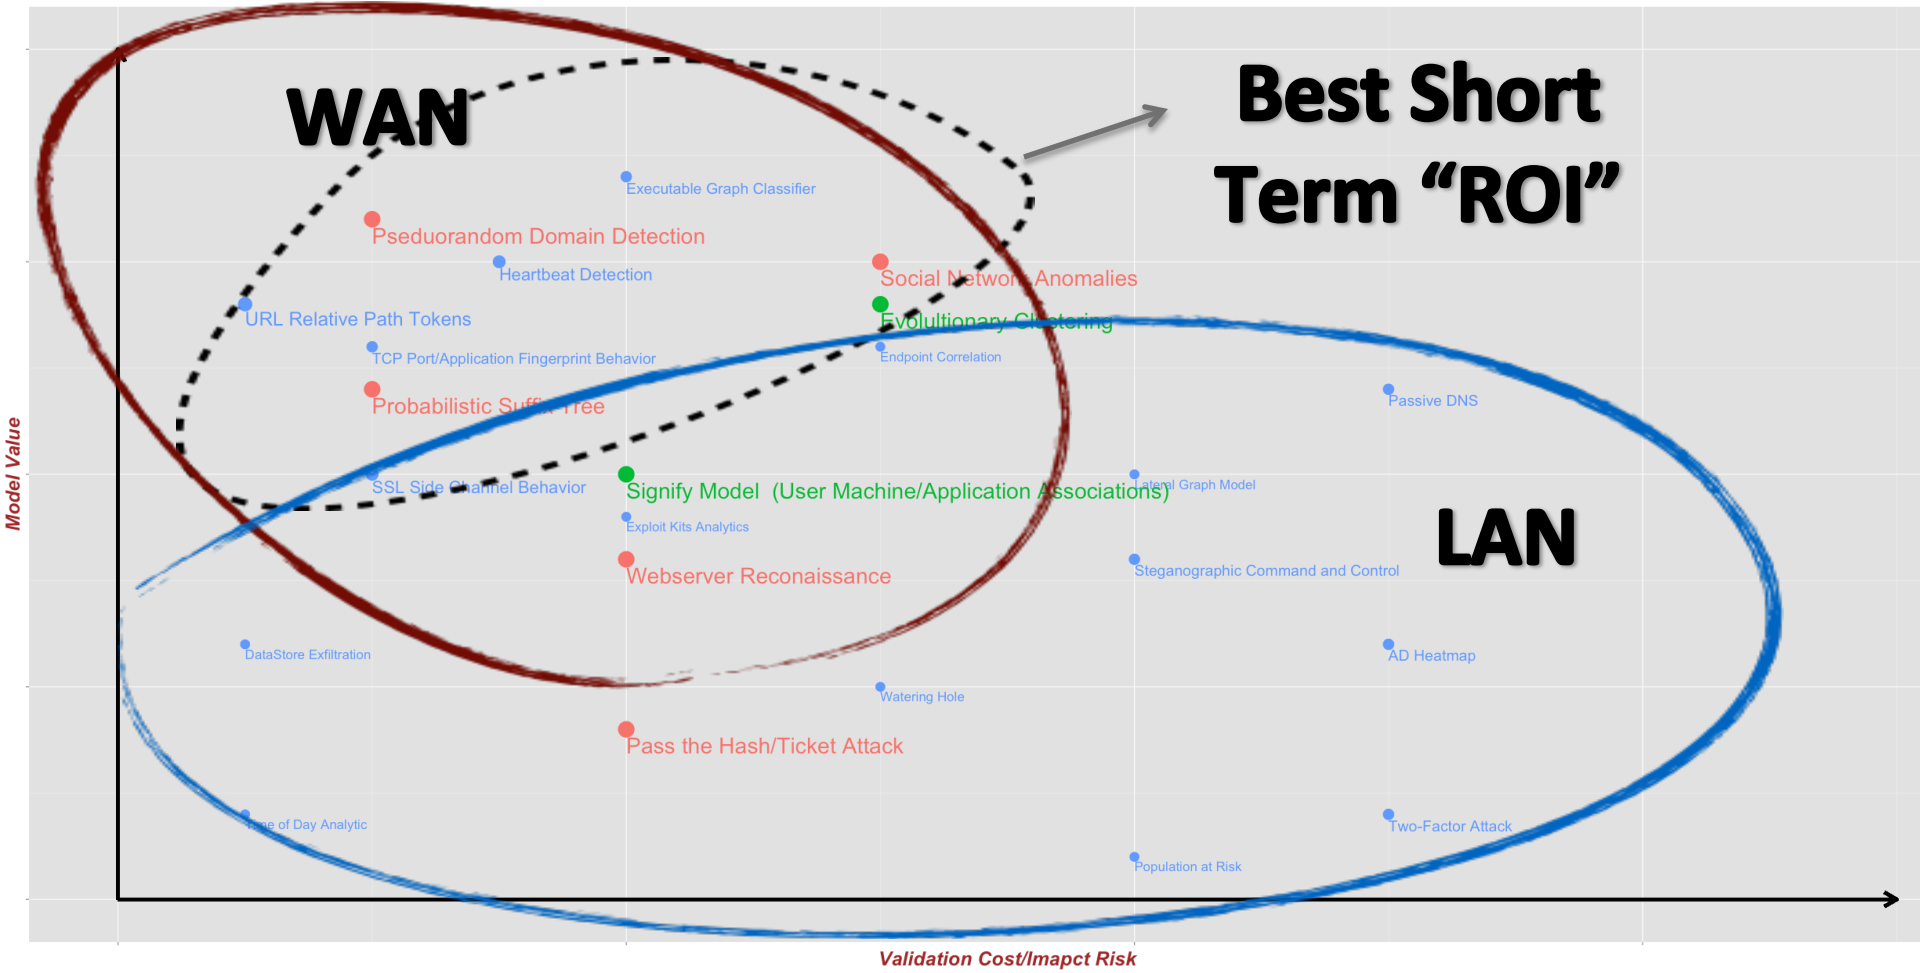 WAN
Best Short
Term “ROI”
Executable Graph Classifier
Pseduorandom Domain Detection
Heartbeat Detection
Social Network Anomalies
URL Relative Path Tokens
Evolultionary Clustering
TCP Port/Application Fingerprint Behavior
Endpoint Correlation
Probabilistic Suffix Tree
Passive DNS
SSL Side Channel Behavior
Signify Model (User Machine/Application Associations)
Lateral Graph Model
Exploit Kits Analytics
LAN
Webserver Reconaissance
Steganographic Command and Control
DataStore Exfiltration
AD Heatmap
Watering Hole
Pass the Hash/Ticket Attack
Time of Day Analytic
Two-Factor Attack
Population at Risk
Model Value
Validation Cost/Imapct Risk